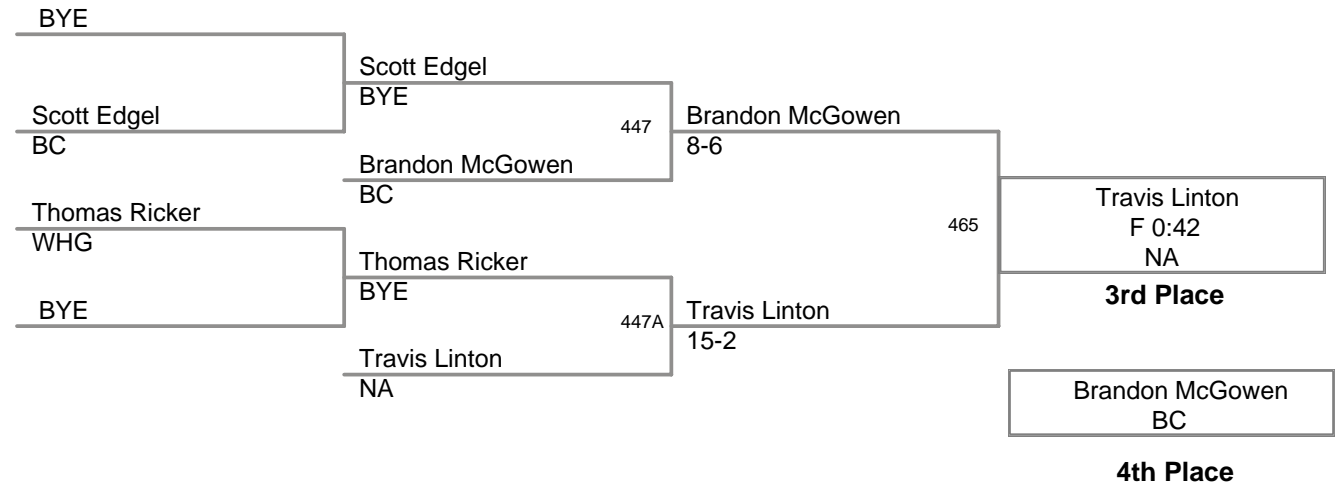 BYE
Scott Edgel
BC
Thomas Ricker
WHG
BYE
Scott Edgel
BYE
447
Brandon McGowen
BC
Thomas Ricker
BYE
447A
Travis Linton
NA
Brandon McGowen
8-6
465
Travis Linton
15-2
Travis Linton
F 0:42
NA
3rd Place
Brandon McGowen
BC
4th Place